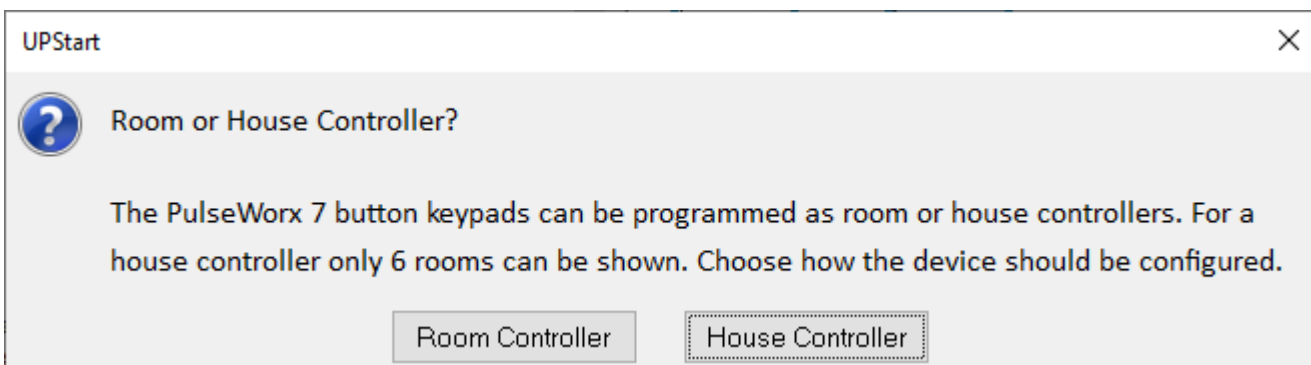 UPStart
Room or House Controller?
The PulseWorx 7 button keypads can be programmed as room or house controllers. For a
house controller only 6 rooms can be shown. Choose how the device should be configured.
Room Controller House Controller